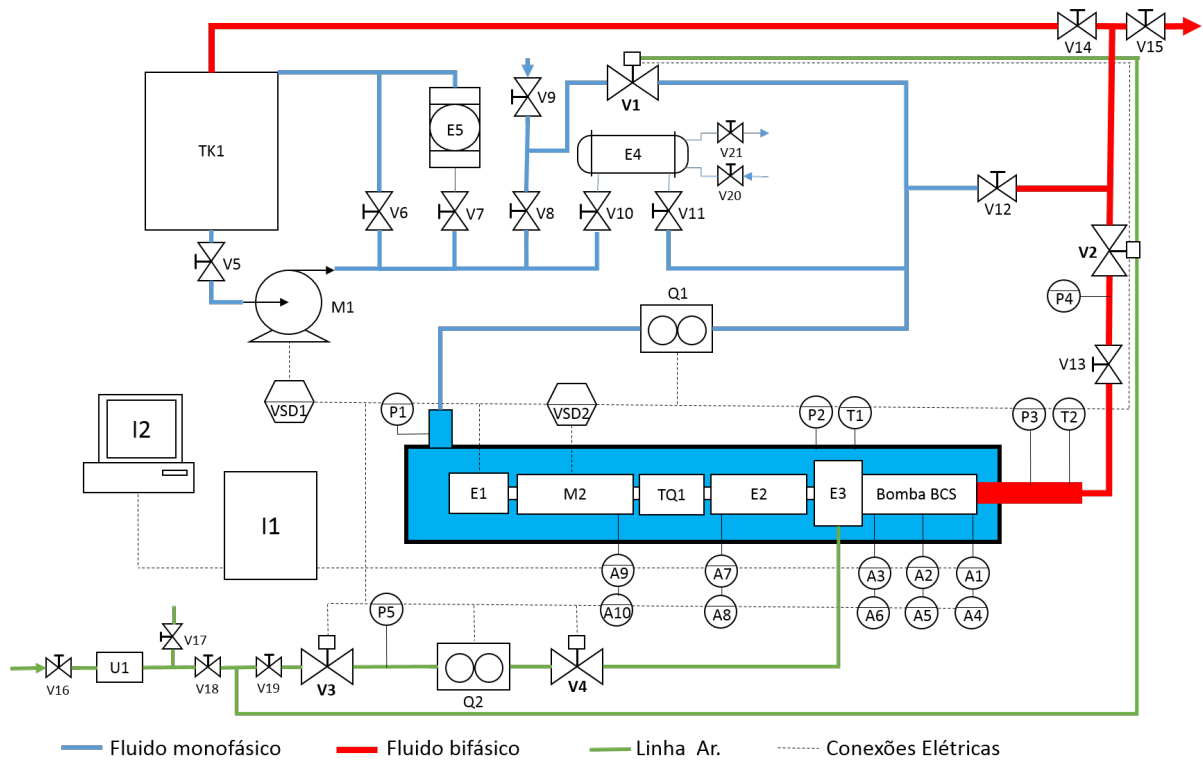 V14
V15
V9
V1
E5
TK1
E4
V21
V20
V6
V7
V8
V10
V11
V12
V5
V2
M1
Q1
P4
V13
VSD1
P1
VSD2
P2
T1
P3
T2
I2
E1
M2
TQ1
E2
E3
Bomba BCS
I1
A9
A7
A3
A2
A1
A10
A8
A6
A5
A4
P5
V17
U1
V16
V18
V19
V3
Q2
V4
Fluido monofásico
Fluido bifásico
Linha Ar.
Conexões Elétricas